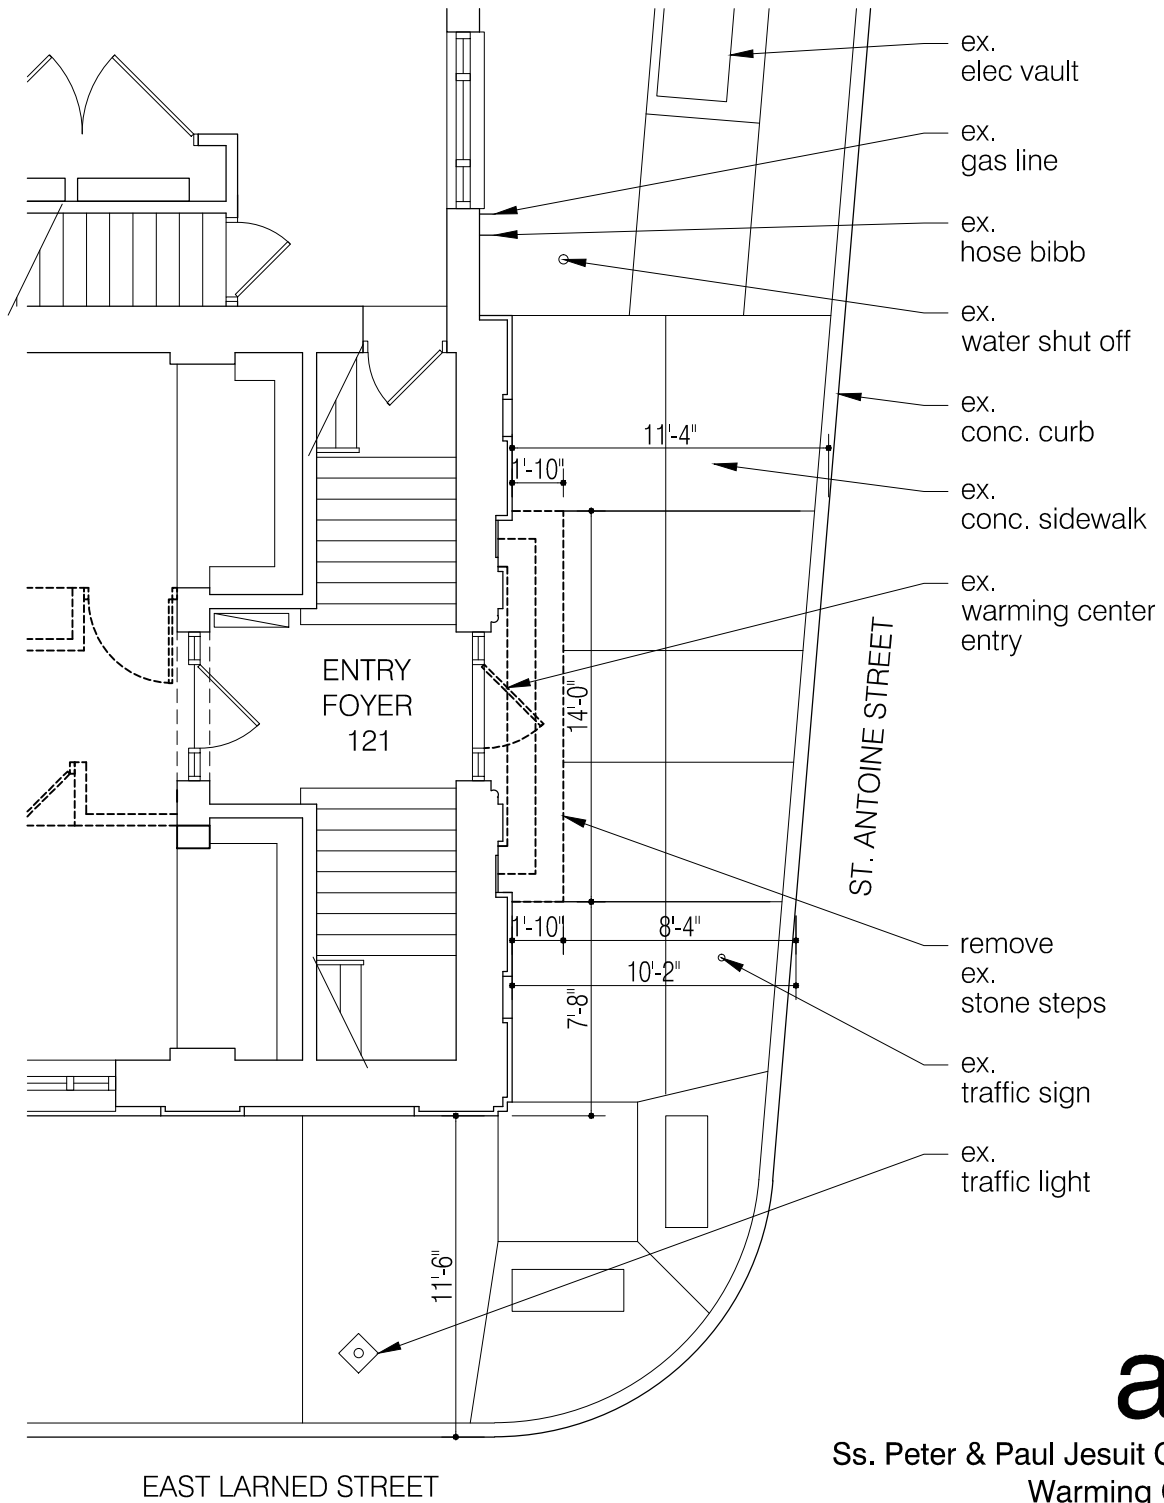 ex.
elec vault
ex.
gas line
ex.
hose bibb
ex.
water shut off
ex.
conc. curb
11'-4"
1'-10"
ex.
conc. sidewalk
ex.
warming center
entry
ENTRY
FOYER
121
14'-0"
ST. ANTOINE STREET
1'-10"
8'-4"
10'-2"
7'-8"
remove
ex.
stone steps
ex.
traffic sign
ex.
traffic light
11'-6"
a
Ss. Peter & Paul Jesuit
Warming
EAST LARNED STREET